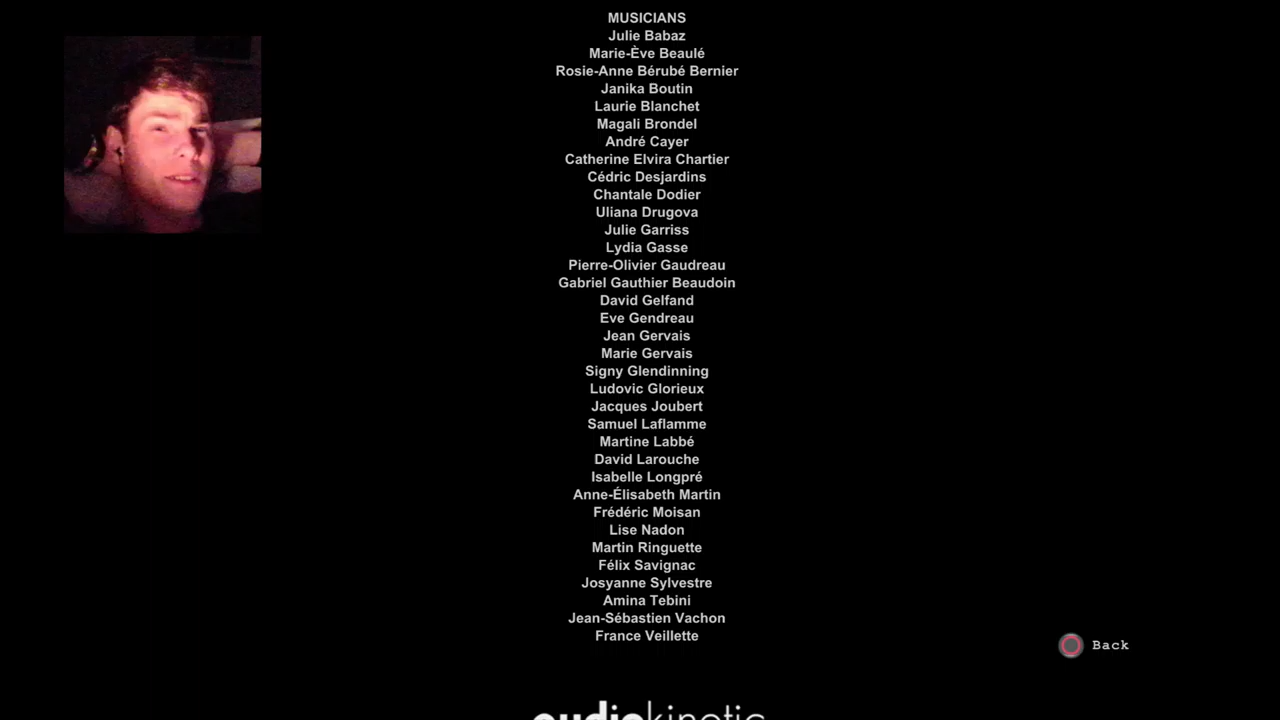 MUSICIANS
Julie Babaz
Marie-Ève Beaulé
Rosie-Anne Bérubé Bernier
Janika Boutin
Laurie Blanchet
Magali Brondel
André Cayer
Catherine Elvira Chartier
Cédric Desjardins
Chantale Dodier
Uliana Drugova
Julie Garriss
Lydia Gasse
Pierre-Olivier Gaudreau
Gabriel Gauthier Beaudoin
David Gelfand
Eve Gendreau
Jean Gervais
Marie Gervais
Signy Glendinning
Ludovic Glorieux
Jacques Joubert
Samuel Laflamme
Martine Labbé
David Larouche
Isabelle Longpré
Anne-Élisabeth Martin
Frédéric Moisan
Lise Nadon
Martin Ringuette
Félix Savignac
Josyanne Sylvestre
Amina Tebini
Jean-Sébastien Vachon
France Veillette
Back
audiokinetic